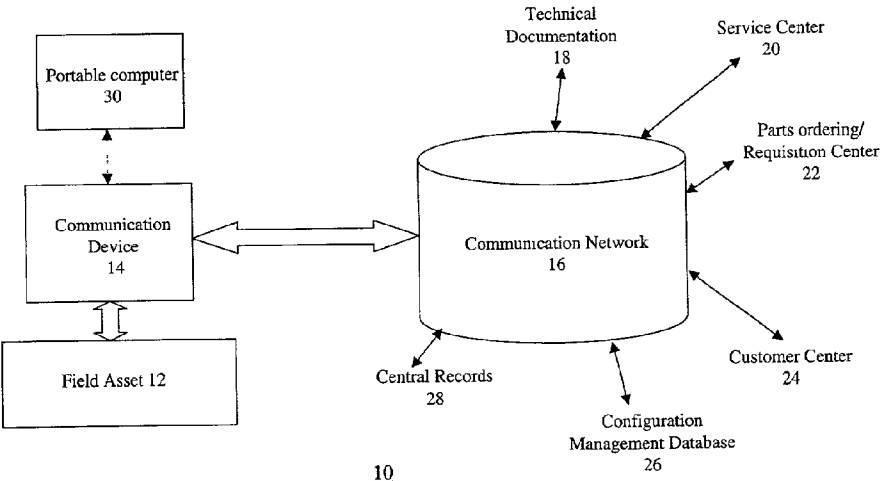 Technical
Documentation
18
Service Center
20
Portable computer
30
Parts ordering/
Requisition Center
22
Communication
Device
14
Communication Network
16
Customer Center
24
Field Asset 12
Central Records
28
Configuration
Management Database
26
10